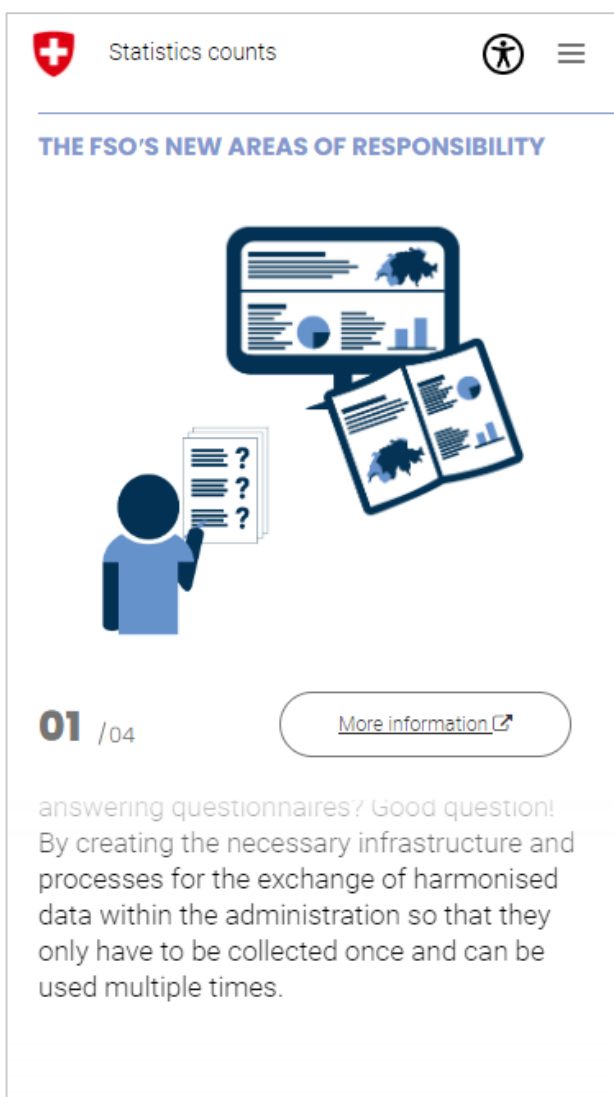 Statistics counts
THE FSO'S NEW AREAS OF RESPONSIBILITY
?
?
?
01 /04
More information
answering questionnaires? Good question!
By creating the necessary infrastructure and
processes for the exchange of harmonised
data within the administration so that they
only have to be collected once and can be
used multiple times.